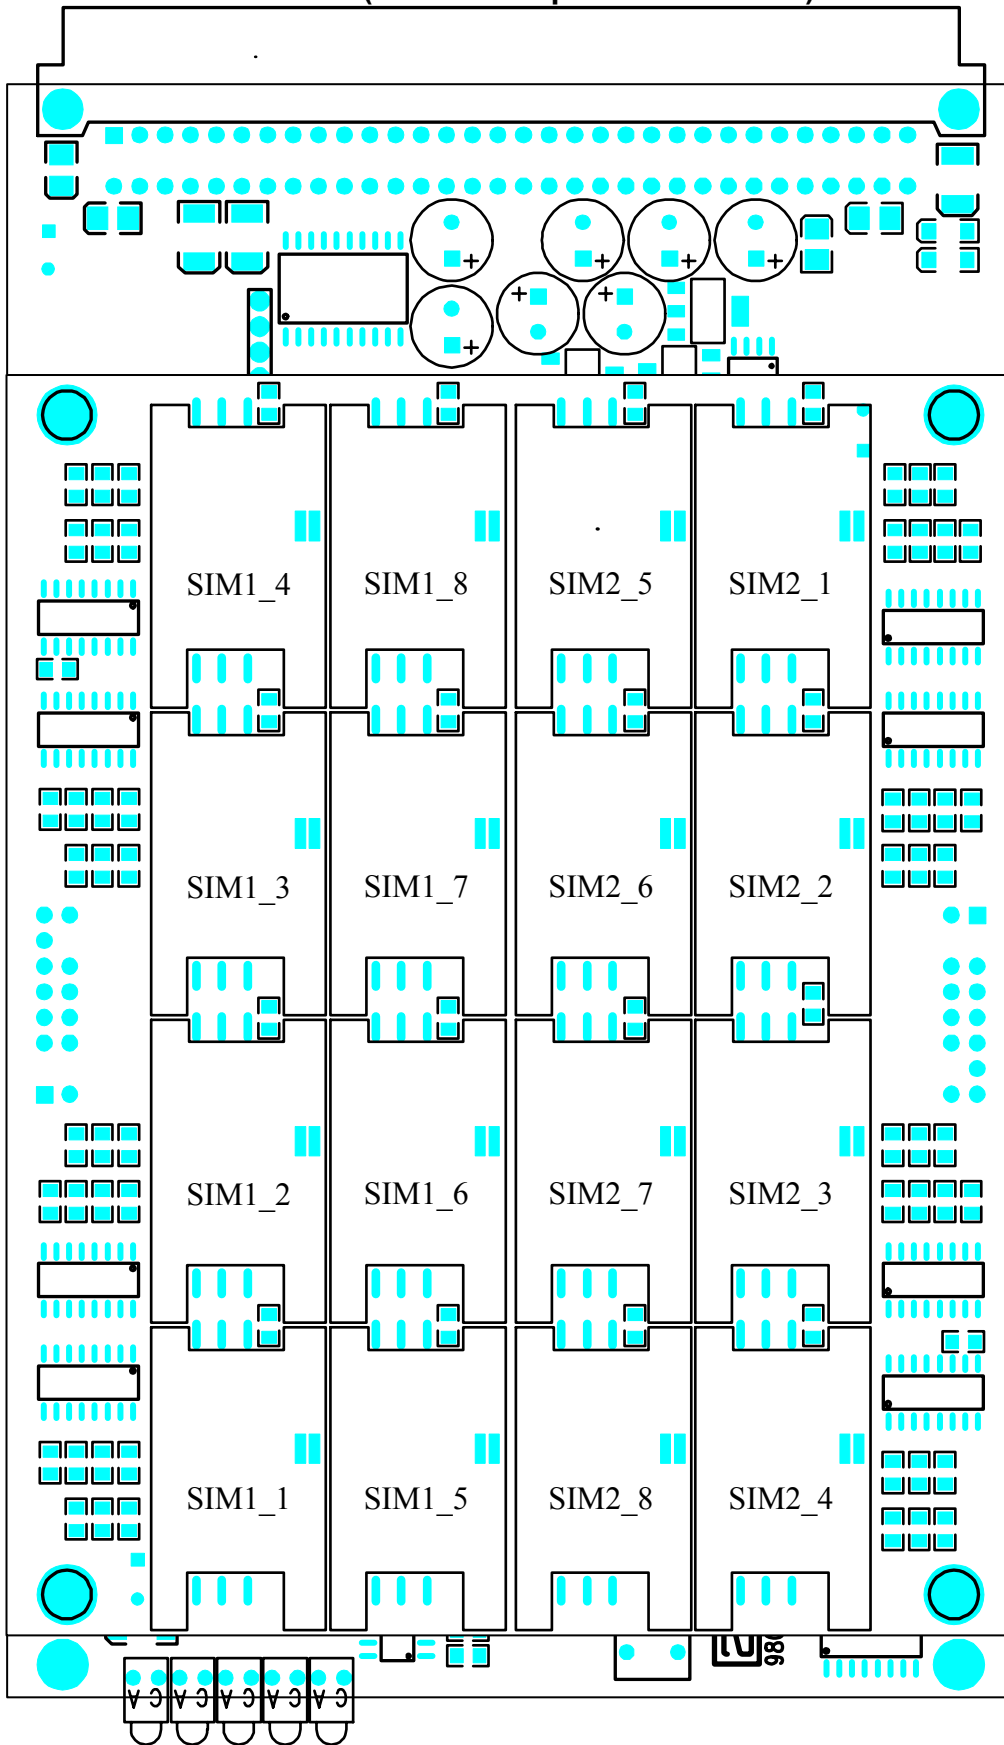 + + + + +
+ +
SIM1_4 SIM1_8 SIM2_5 SIM2_1
SIM1_3 SIM1_7 SIM2_6 SIM2_2
SIM1_2 SIM1_6 SIM2_7 SIM2_3
SIM1_1 SIM1_5 SIM2_8 SIM2_4
A C A C A C A C A C